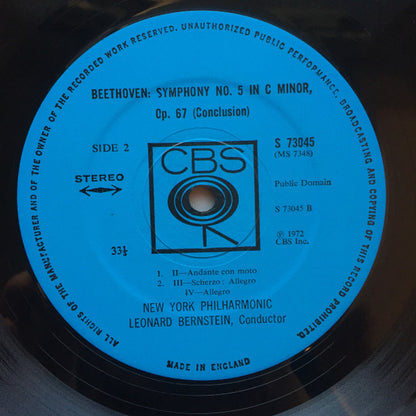 ALL RIGHTS OF THE MANUFACTURER AND OF THE OWNER OF THE RECORDED WORK RESERVED. UNAUTHORIZED PUBLIC PERFORMANCE, BROADCASTING AND COPYING OF THIS RECORD PROHIBITED.
BEETHOVEN: SYMPHONY NO. 5 IN C MINOR,
Op. 67 (Conclusion)
SIDE 2
S 73045
(MS 7348)
CBS
STEREO
Public Domain
S 73045 B
℗ 1972
CBS Inc.
33⅓
1. II—Andante con moto
2. III—Scherzo: Allegro
IV—Allegro
NEW YORK PHILHARMONIC
LEONARD BERNSTEIN, Conductor
MADE IN ENGLAND